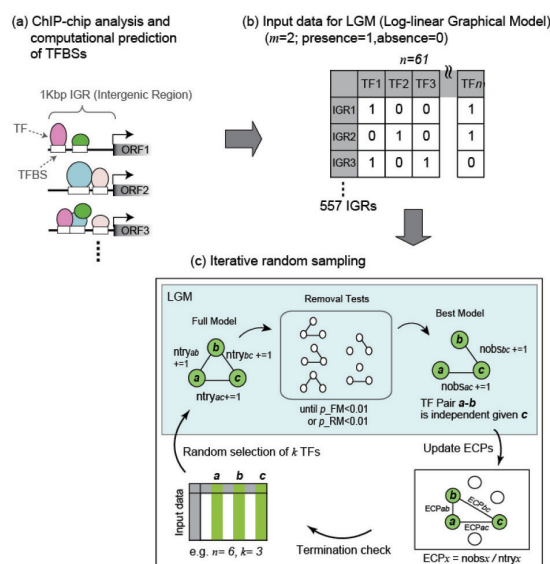 (a) ChIP-chip analysis and
computational prediction
of TFBSs
1Kbp IGR (Intergenic Region)
TF
TFBS
ORF1
ORF2
ORF3
(b) Input data for LGM (Log-linear Graphical Model)
(m=2; presence=1,absence=0)
n=61
TF1 TF2 TF3 TFn
IGR1 1 0 0 1
IGR2 0 1 0 1
IGR3 1 0 1 0
557 IGRs
(c) Iterative random sampling
LGM
Full Model
ntryab
+=1
b
ntrybc +=1
a
c
ntryac+=1
Removal Tests
until p_FM<0.01
or p_RM<0.01
Best Model
b
nobsbc +=1
a
c
nobsac +=1
TF Pair a-b
is independent given c
Update ECPs
b
ECPab
ECPbc
a
ECPac
c
ECPx = nobsx / ntryx
Termination check
Random selection of k TFs
a b c
Input data
e.g. n= 6, k= 3